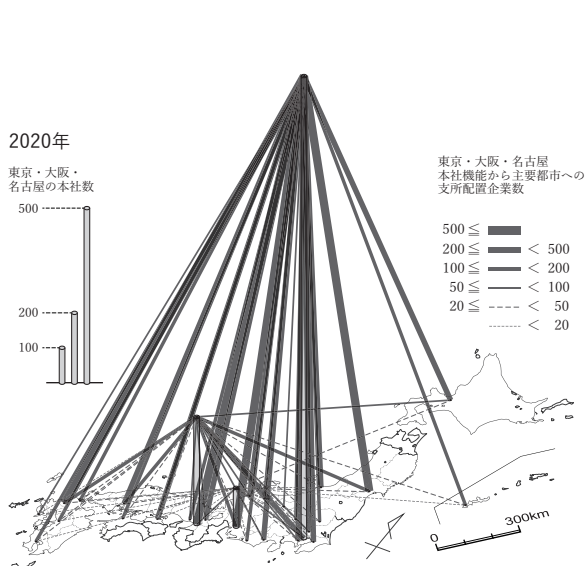 2020年
東京・大阪・
名古屋の本社数
500
200
100
東京・大阪・名古屋
本社機能から主要都市への
支所配置企業数
500 ≦
200 ≦ < 500
100 ≦ < 200
50 ≦ < 100
20 ≦ < 50
< 20
0 300km